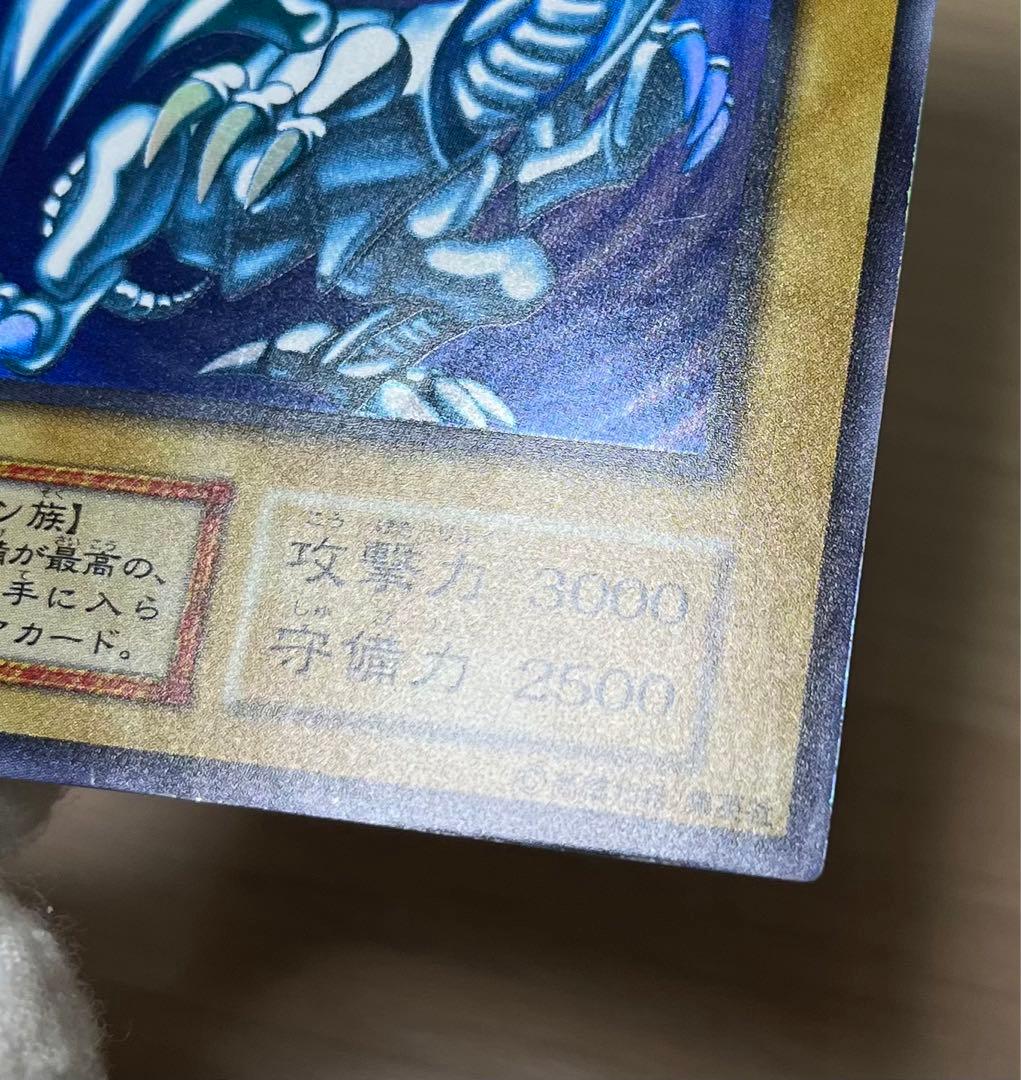 ン族】
が最高の、
手に入ら
アカード。
攻撃力 3000
守備力 2500